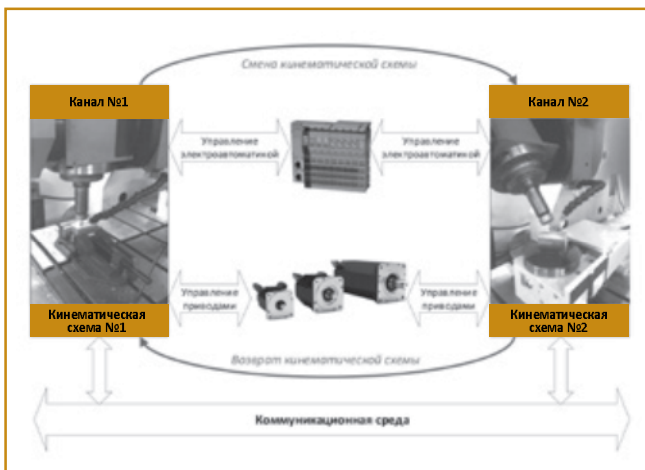 Смена кинематической схемы
Канал №1
Канал №2
Управление
электроавтоматикой
Управление
электроавтоматикой
Управление
приводами
Управление
приводами
Кинематическая
схема №1
Кинематическая
схема №2
Возврат кинематической схемы
Коммуникационная среда